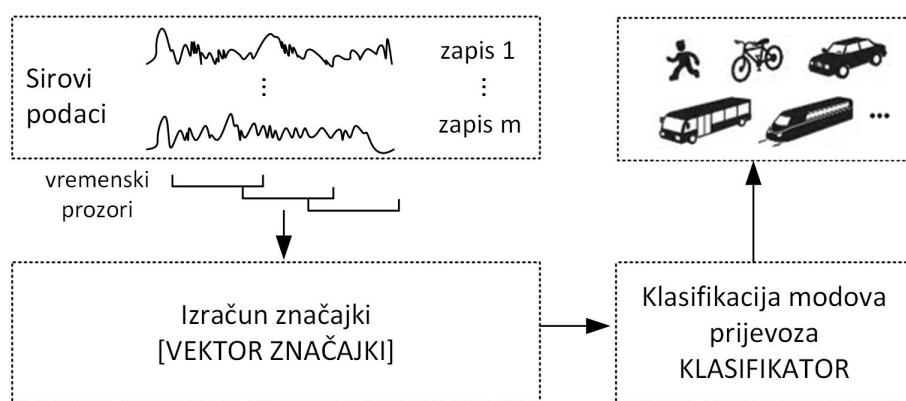 Sirovi
podaci
zapis 1
⋮ ⋮
zapis m
vremenski
prozori
...
Izračun značajki
[VEKTOR ZNAČAJKI]
Klasifikacija modova
prijevoza
KLASIFIKATOR